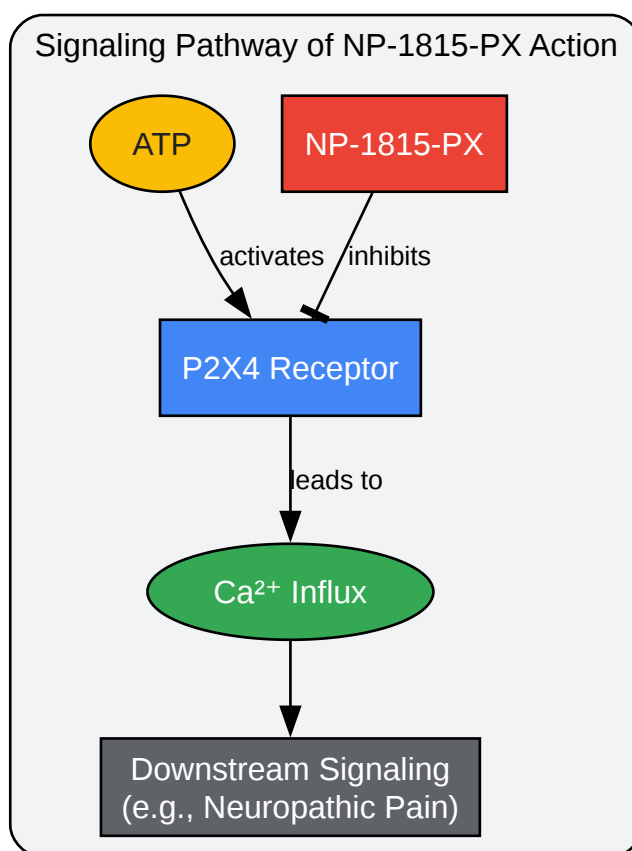 Signaling Pathway of NP-1815-PX Action
ATP
NP-1815-PX
activates
inhibits
P2X4 Receptor
leads to
Ca²⁺ Influx
Downstream Signaling
(e.g., Neuropathic Pain)